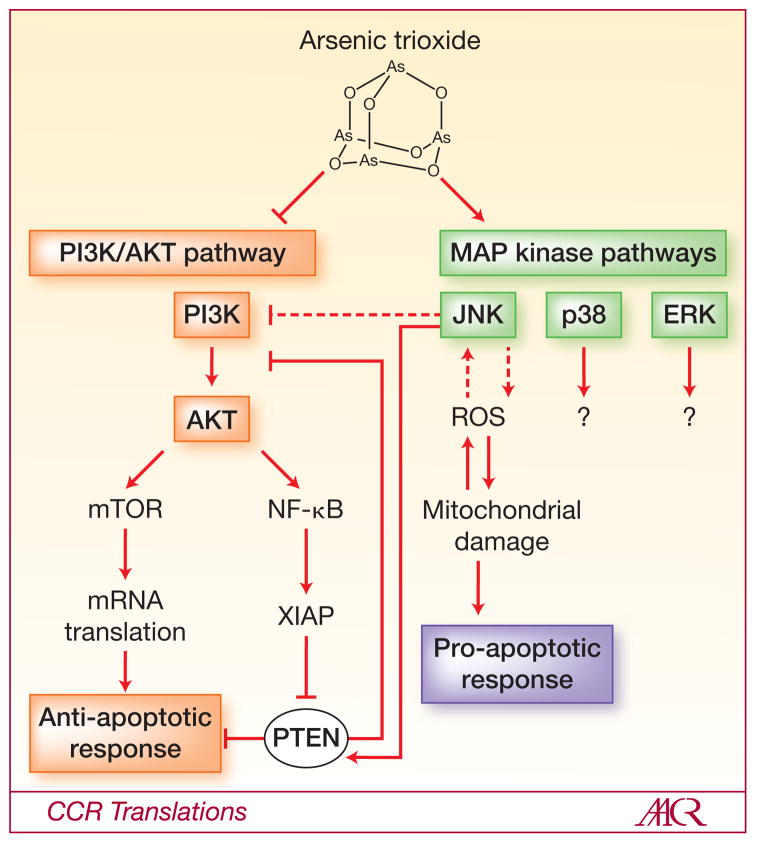 Arsenic trioxide
As
O
O
O
As
As
O
O
As
O
PI3K/AKT pathway
MAP kinase pathways
PI3K
JNK
p38
ERK
AKT
ROS
?
?
mTOR
NF-κB
Mitochondrial
damage
mRNA
translation
XIAP
Pro-apoptotic
response
Anti-apoptotic
response
PTEN
CCR Translations
AACR